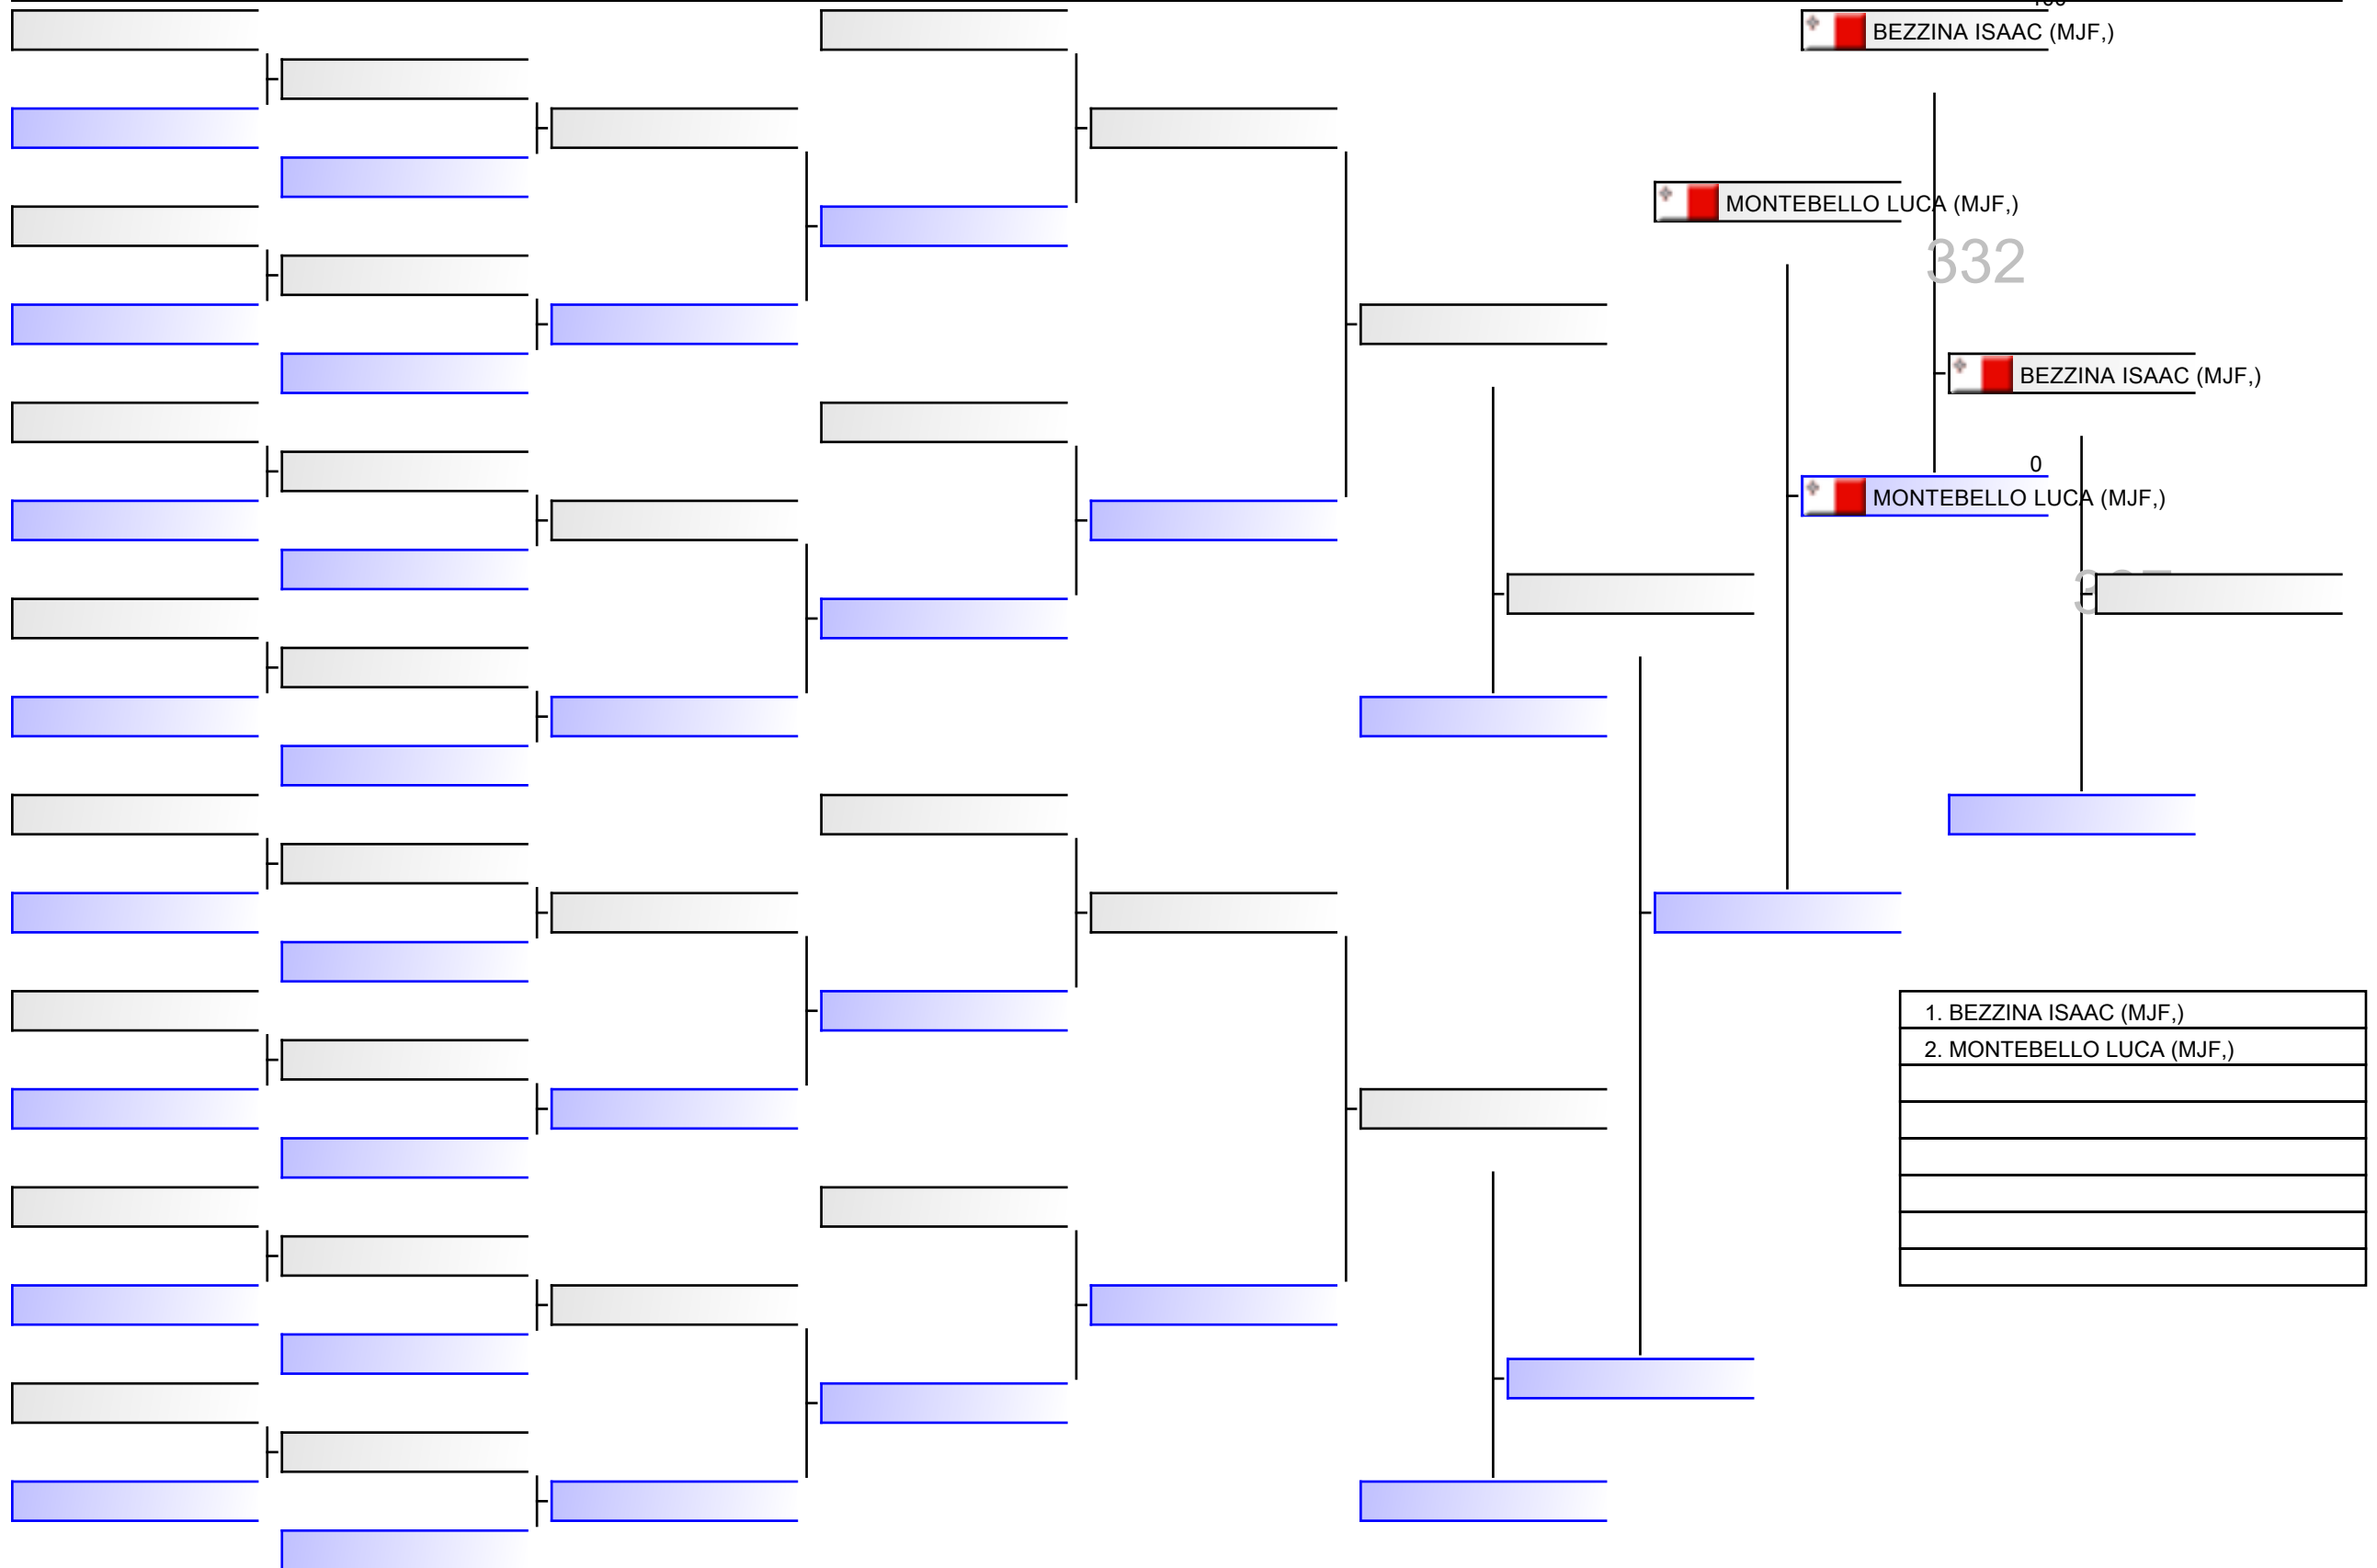 BEZZINA ISAAC (MJF,)
MONTEBELLO LUCA (MJF,)
332
BEZZINA ISAAC (MJF,)
0
MONTEBELLO LUCA (MJF,)
1. BEZZINA ISAAC (MJF,)
2. MONTEBELLO LUCA (MJF,)